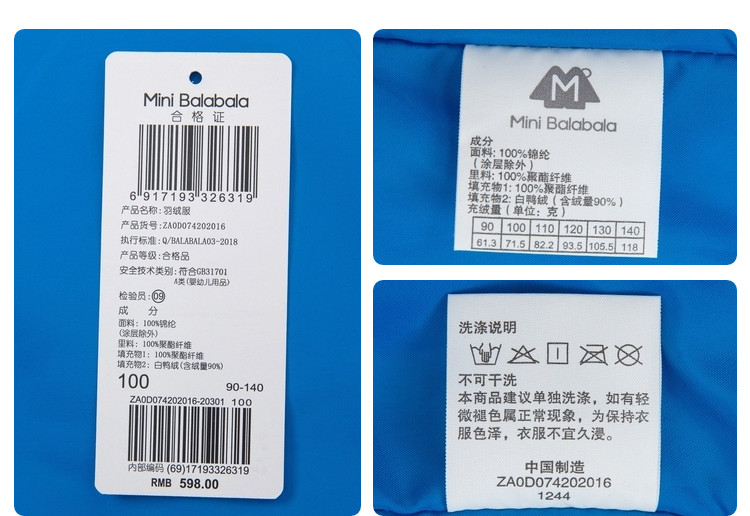 Mini Balabala
合格证
6 917193 326319
产品名称:羽绒服
产品货号:ZA0D074202016
执行标准:Q/BALABALA03-2018
产品等级:合格品
安全技术类别:符合GB31701
A类(婴幼儿用品)
检验员:09
成 分
面料: 100%锦纶
(涂层除外)
里料: 100%聚酯纤维
填充物1: 100%聚酯纤维
填充物2: 白鸭绒(含绒量90%)
100 90-140
ZA0D074202016-20301 100
内部编码 (69)17193326319
RMB 598.00
M
Mini Balabala
成分
面料: 100%锦纶
(涂层除外)
里料: 100%聚酯纤维
填充物1: 100%聚酯纤维
填充物2: 白鸭绒(含绒量90%)
充绒量(单位: 克)
90 100 110 120 130 140
61.3 71.5 82.2 93.5 105.5 118
洗涤说明
不可干洗
本商品建议单独洗涤, 如有轻
微褪色属正常现象, 为保持衣
服色泽, 衣服不宜久浸。
中国制造
ZA0D074202016
1244